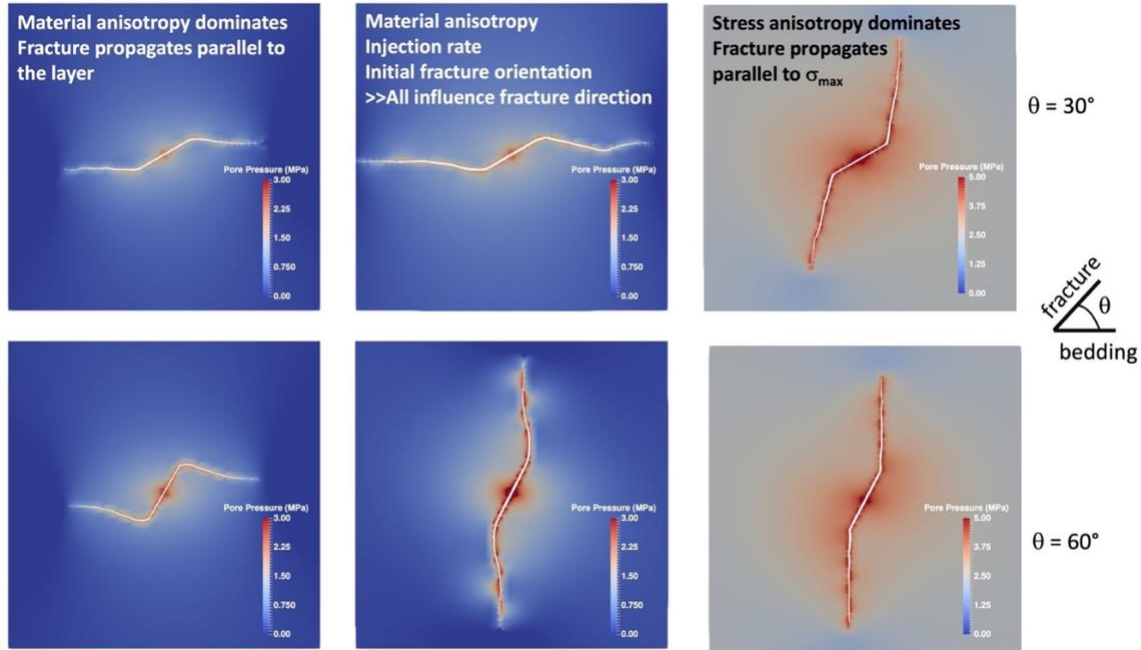 Material anisotropy dominates
Fracture propagates parallel to
the layer
Pore Pressure (MPa)
3.00
2.25
1.50
0.750
0.00
Material anisotropy
Injection rate
Initial fracture orientation
>>All influence fracture direction
Pore Pressure (MPa)
3.00
2.25
1.50
0.750
0.00
Stress anisotropy dominates
Fracture propagates
parallel to σmax
Pore Pressure (MPa)
5.00
3.75
2.50
1.25
0.00
θ = 30°
fracture
θ
bedding
Pore Pressure (MPa)
3.00
2.25
1.50
0.750
0.00
Pore Pressure (MPa)
3.00
2.25
1.50
0.750
0.00
Pore Pressure (MPa)
5.00
3.75
2.50
1.25
0.00
θ = 60°